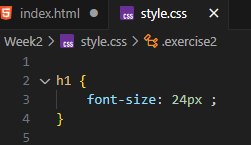 index.html style.css
Week2 > style.css > .exercise2
1
2 h1 {
3 font-size: 24px ;
4 }
5